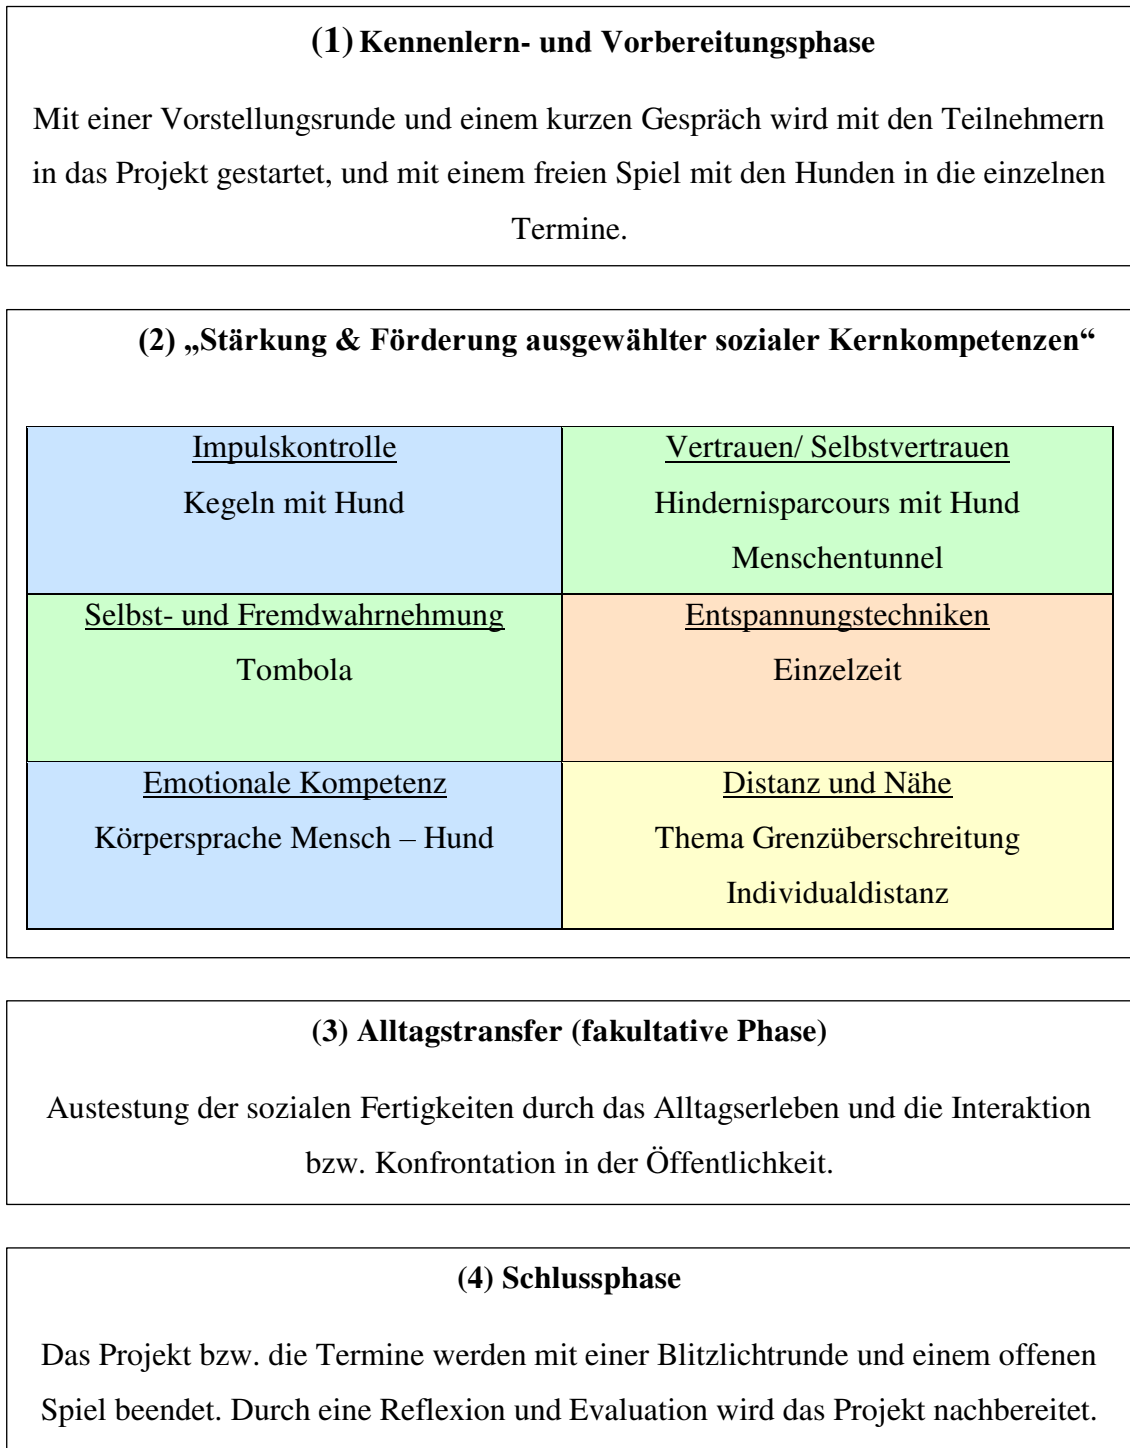 (1) Kennenlern- und Vorbereitungsphase
Mit einer Vorstellungsrunde und einem kurzen Gespräch wird mit den Teilnehmern
in das Projekt gestartet, und mit einem freien Spiel mit den Hunden in die einzelnen
Termine.
(2) „Stärkung & Förderung ausgewählter sozialer Kernkompetenzen“
Impulskontrolle
Kegeln mit Hund
Vertrauen/ Selbstvertrauen
Hindernisparcours mit Hund
Menschentunnel
Selbst- und Fremdwahrnehmung
Tombola
Entspannungstechniken
Einzelzeit
Emotionale Kompetenz
Körpersprache Mensch – Hund
Distanz und Nähe
Thema Grenzüberschreitung
Individualdistanz
(3) Alltagstransfer (fakultative Phase)
Austestung der sozialen Fertigkeiten durch das Alltagserleben und die Interaktion
bzw. Konfrontation in der Öffentlichkeit.
(4) Schlussphase
Das Projekt bzw. die Termine werden mit einer Blitzlichtrunde und einem offenen
Spiel beendet. Durch eine Reflexion und Evaluation wird das Projekt nachbereitet.